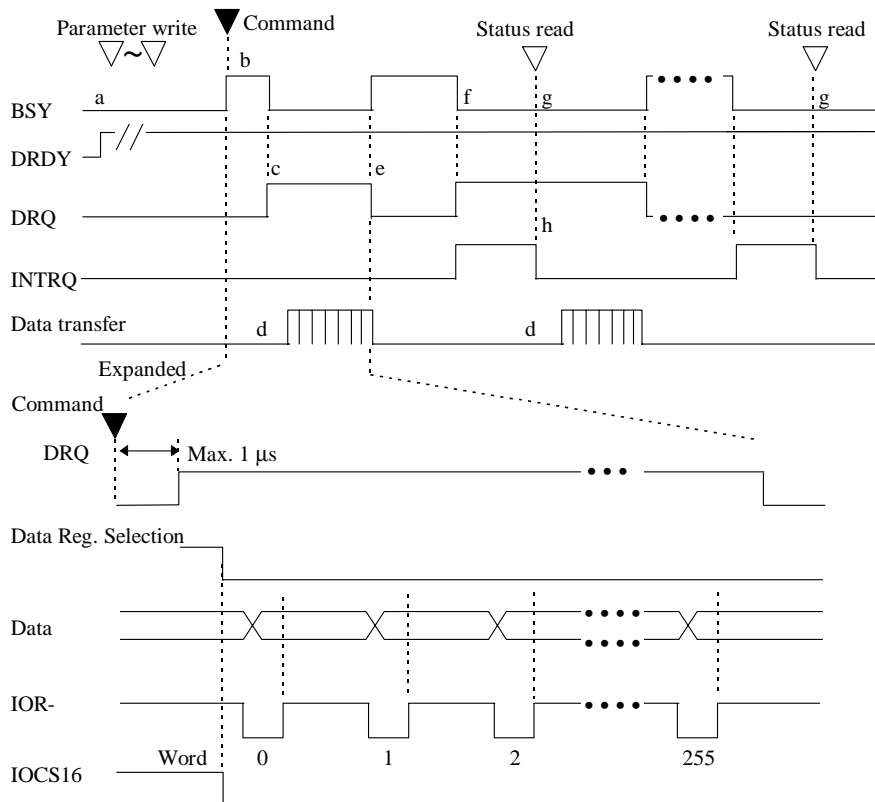 Parameter write
Command
Status read
Status read
~
b
a
f
g
g
BSY
DRDY
c
e
DRQ
h
INTRQ
Data transfer
d
d
Expanded
Command
DRQ
Max. 1 μs
Data Reg. Selection
Data
IOR-
Word
0
1
2
255
IOCS16